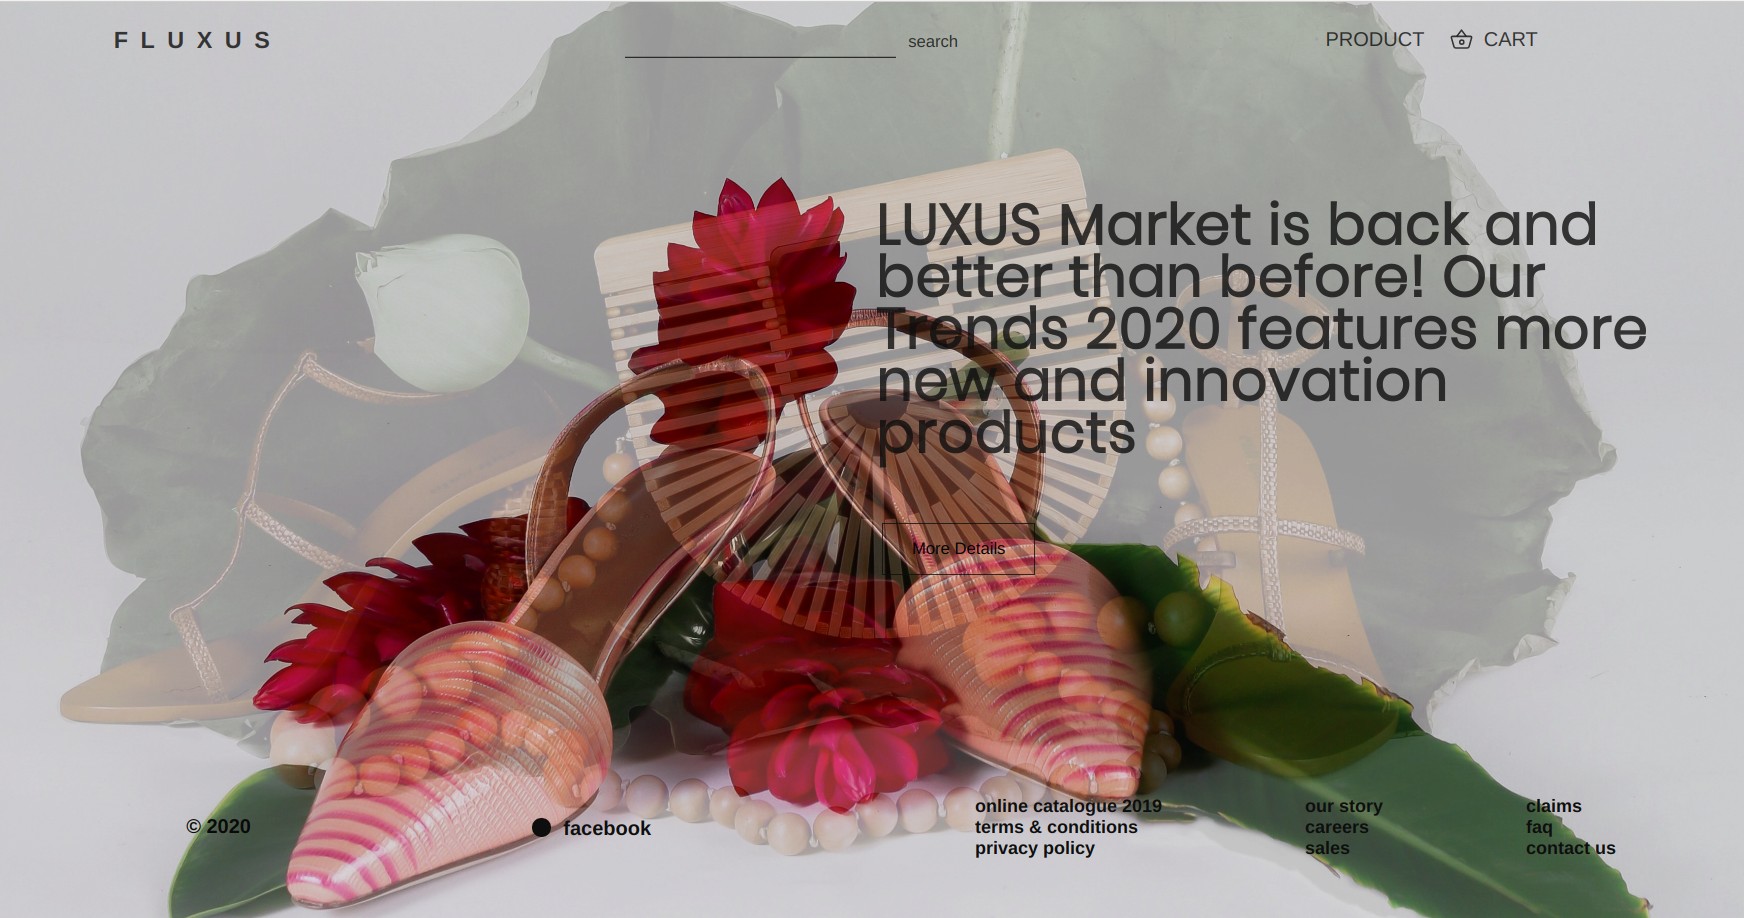 FLUXUS
search
PRODUCT
CART
LUXUS Market is back and
better than before! Our
Trends 2020 features more
new and innovation
products
More Details
© 2020
facebook
online catalogue 2019
terms & conditions
privacy policy
our story
careers
sales
claims
faq
contact us